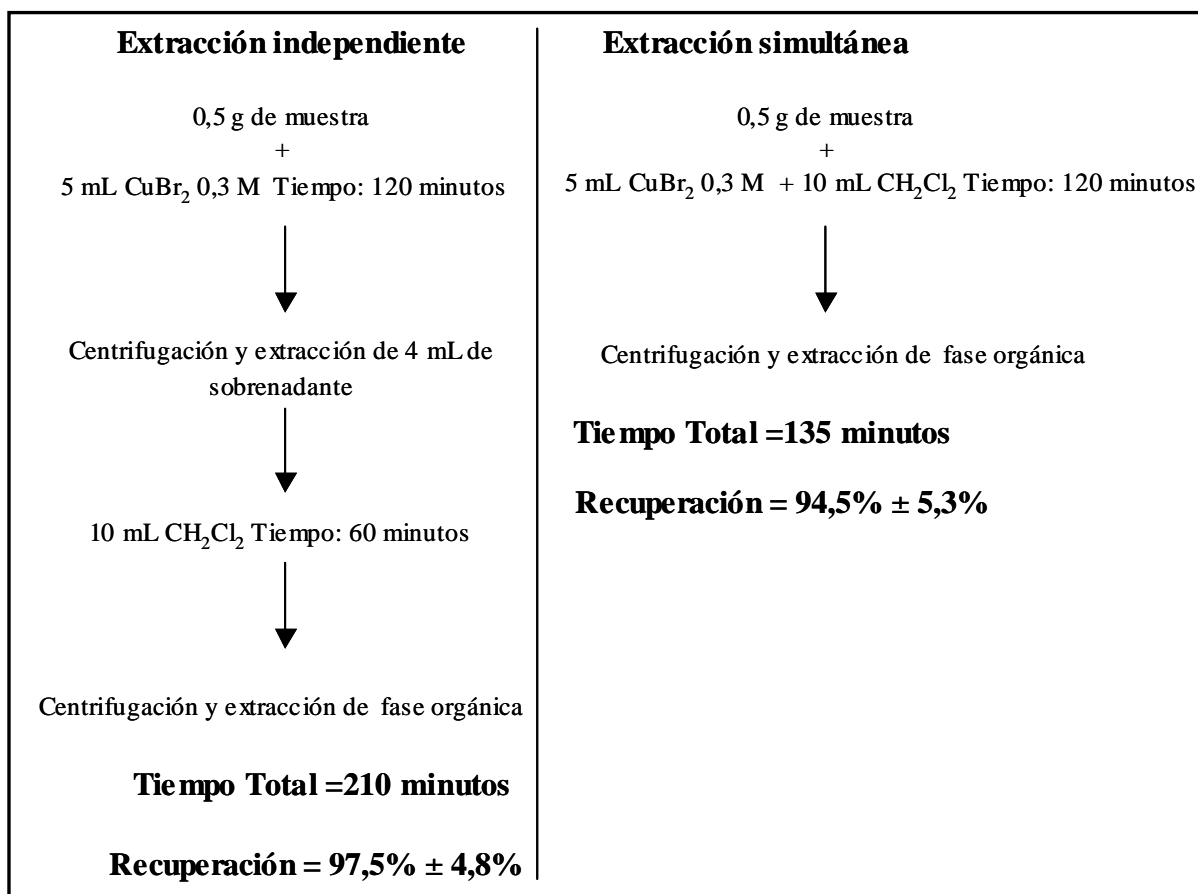 Extracción independiente
0,5 g de muestra
+
5 mL CuBr₂ 0,3 M Tiempo: 120 minutos
Centrifugación y extracción de 4 mL de
sobrenadante
10 mL CH₂Cl₂ Tiempo: 60 minutos
Centrifugación y extracción de fase orgánica
Tiempo Total =210 minutos
Recuperación = 97,5% ± 4,8%
Extracción simultánea
0,5 g de muestra
+
5 mL CuBr₂ 0,3 M + 10 mL CH₂Cl₂ Tiempo: 120 minutos
Centrifugación y extracción de fase orgánica
Tiempo Total =135 minutos
Recuperación = 94,5% ± 5,3%